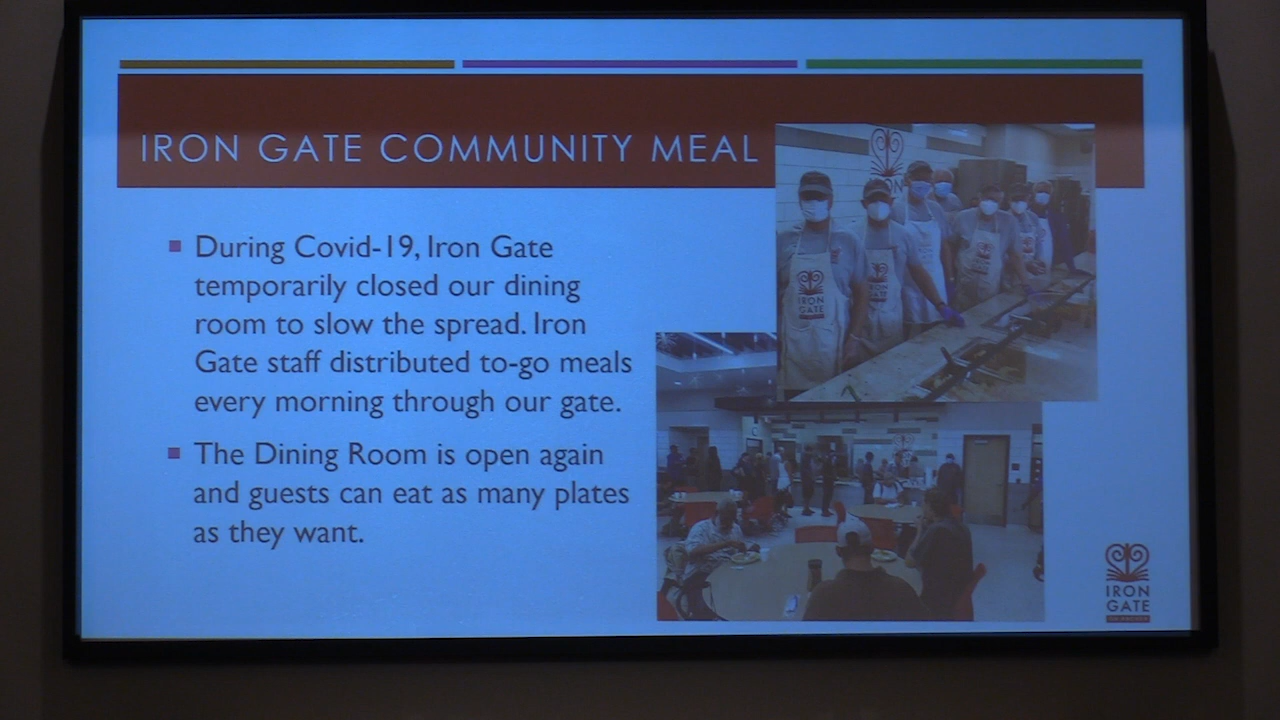 IRON GATE COMMUNITY MEAL
During Covid-19, Iron Gate
temporarily closed our dining
room to slow the spread. Iron
Gate staff distributed to-go meals
every morning through our gate.
The Dining Room is open again
and guests can eat as many plates
as they want.
IRON
GATE
IRON
GATE